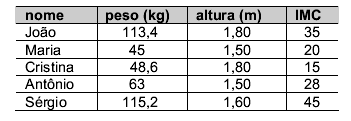 nome peso (kg) altura (m) IMC
João 113,4 1,80 35
Maria 45 1,50 20
Cristina 48,6 1,80 15
Antônio 63 1,50 28
Sérgio 115,2 1,60 45